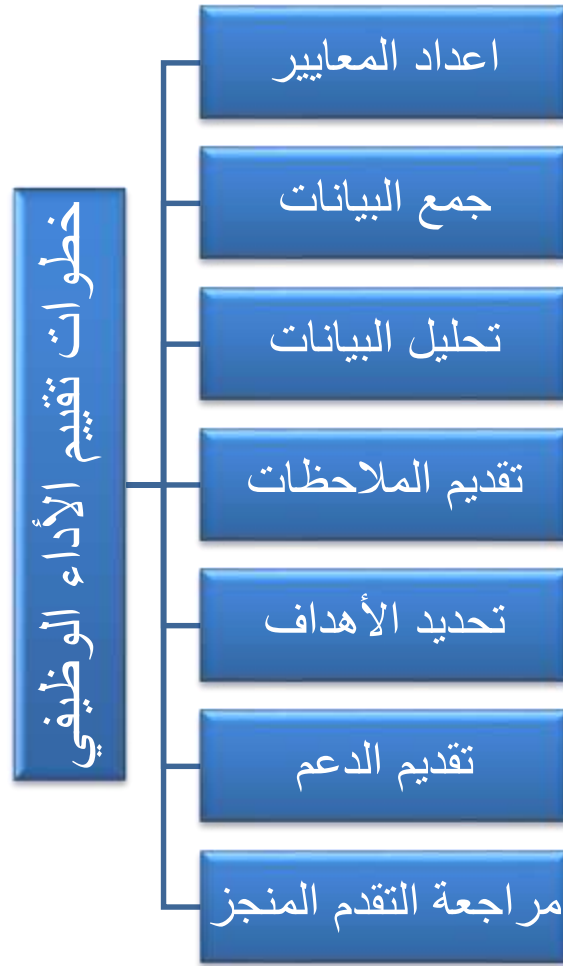 خطوات تقييم الأداء الوظيفي
اعداد المعايير
جمع البيانات
تحليل البيانات
تقديم الملاحظات
تحديد الأهداف
تقديم الدعم
مراجعة التقدم المنجز